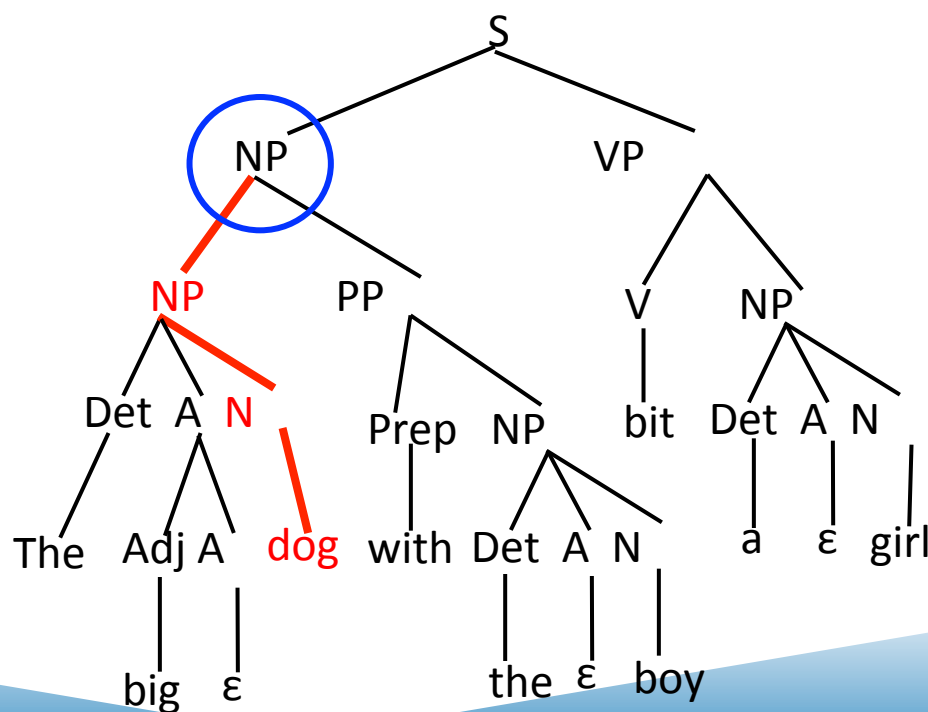 S
NP VP
NP PP V NP
Det A N Prep NP bit Det A N
The Adj A dog with Det A N a ε girl
big ε the ε boy